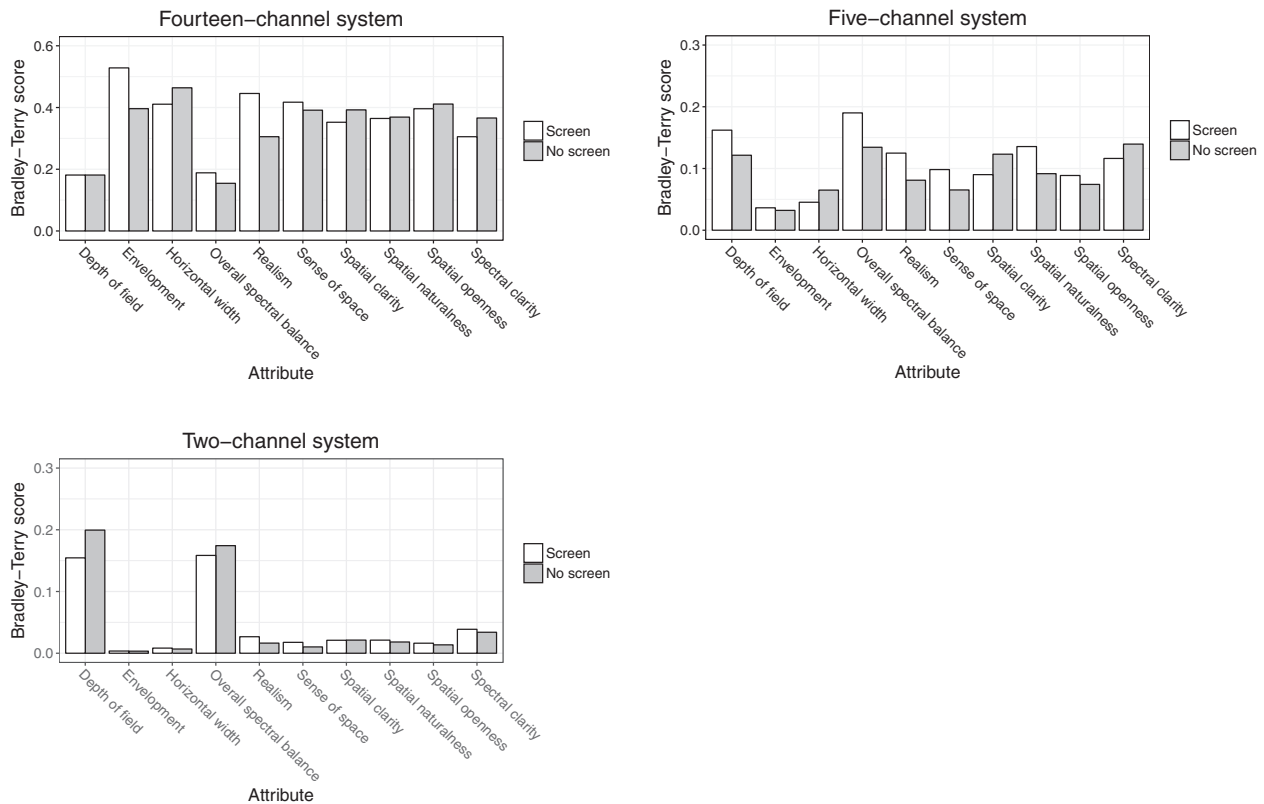 Fourteen−channel system
Bradley−Terry score
0.6
0.4
0.2
0.0
Depth of field
Envelopment
Horizontal width
Overall spectral balance
Realism
Sense of space
Spatial clarity
Spatial naturalness
Spatial openness
Spectral clarity
Attribute
Screen
No screen
Five−channel system
Bradley−Terry score
0.3
0.2
0.1
0.0
Depth of field
Envelopment
Horizontal width
Overall spectral balance
Realism
Sense of space
Spatial clarity
Spatial naturalness
Spatial openness
Spectral clarity
Attribute
Screen
No screen
Two−channel system
Bradley−Terry score
0.3
0.2
0.1
0.0
Depth of field
Envelopment
Horizontal width
Overall spectral balance
Realism
Sense of space
Spatial clarity
Spatial naturalness
Spatial openness
Spectral clarity
Attribute
Screen
No screen